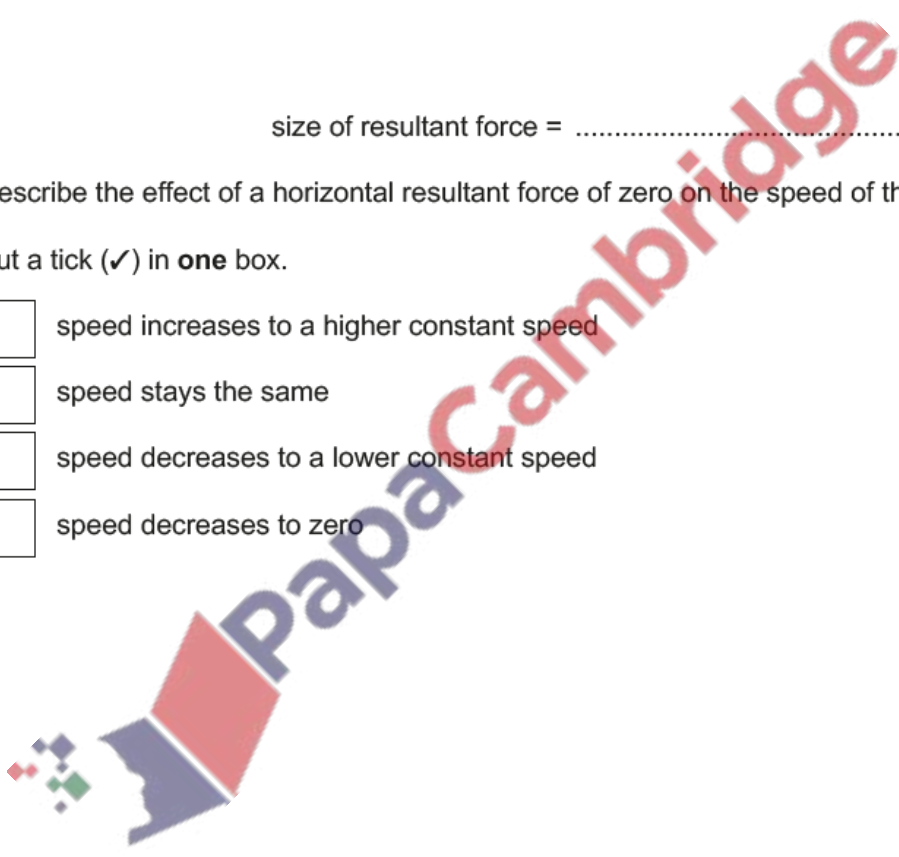 size of resultant force = ................................................
escribe the effect of a horizontal resultant force of zero on the speed of th
ut a tick (✓) in one box.
speed increases to a higher constant speed
speed stays the same
speed decreases to a lower constant speed
speed decreases to zero
PapaCambridge